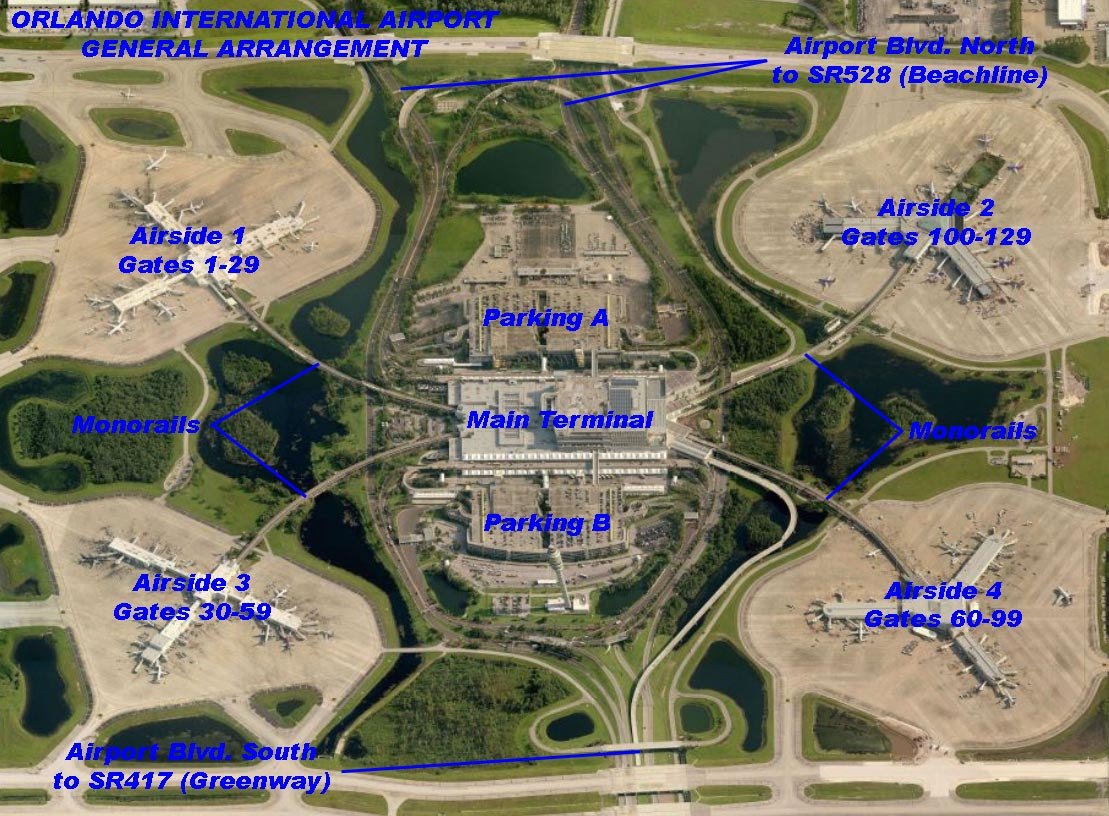 ORLANDO INTERNATIONAL AIRPORT
GENERAL ARRANGEMENT
Airport Blvd. North
to SR528 (Beachline)
Airside 1
Gates 1-29
Airside 2
Gates 100-129
Parking A
Monorails
Main Terminal
Monorails
Parking B
Airside 3
Gates 30-59
Airside 4
Gates 60-99
Airport Blvd. South
to SR417 (Greenway)